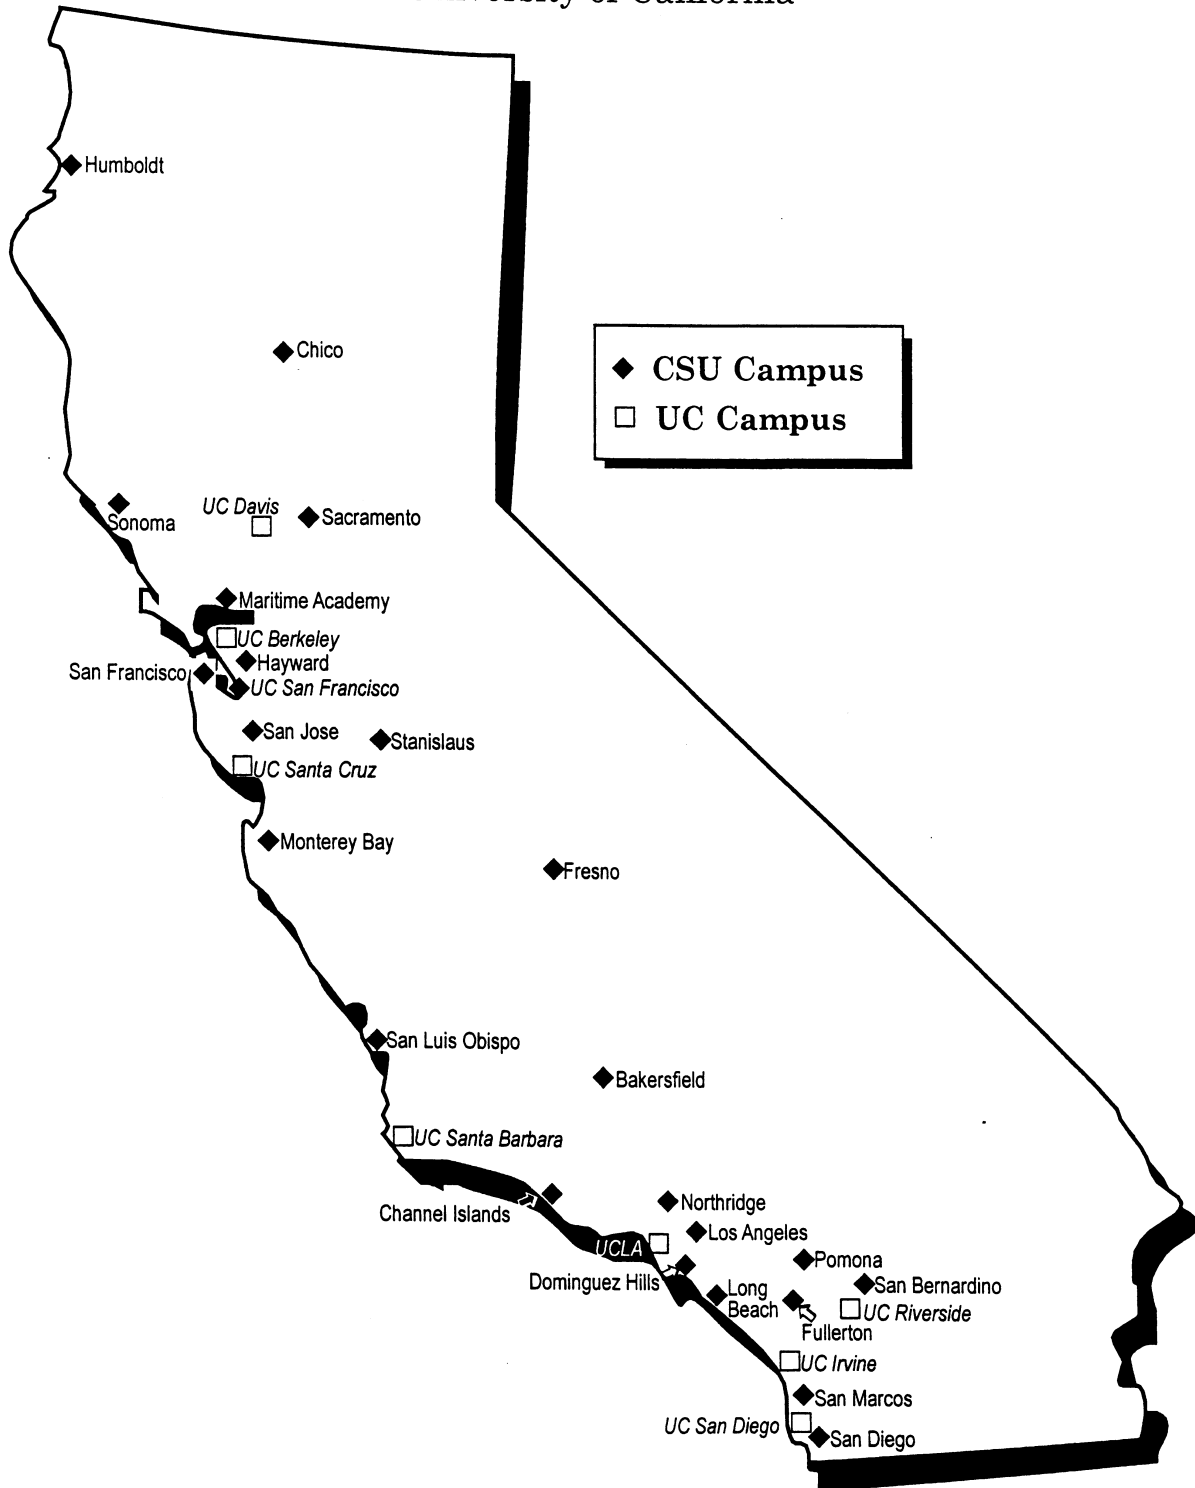 University of California
Humboldt
Chico
CSU Campus
UC Campus
UC Davis
Sonoma
Sacramento
Maritime Academy
UC Berkeley
Hayward
San Francisco
UC San Francisco
San Jose
Stanislaus
UC Santa Cruz
Monterey Bay
Fresno
San Luis Obispo
Bakersfield
UC Santa Barbara
Channel Islands
Northridge
Los Angeles
UCLA
Pomona
Dominguez Hills
San Bernardino
Long
Beach
UC Riverside
Fullerton
UC Irvine
San Marcos
UC San Diego
San Diego